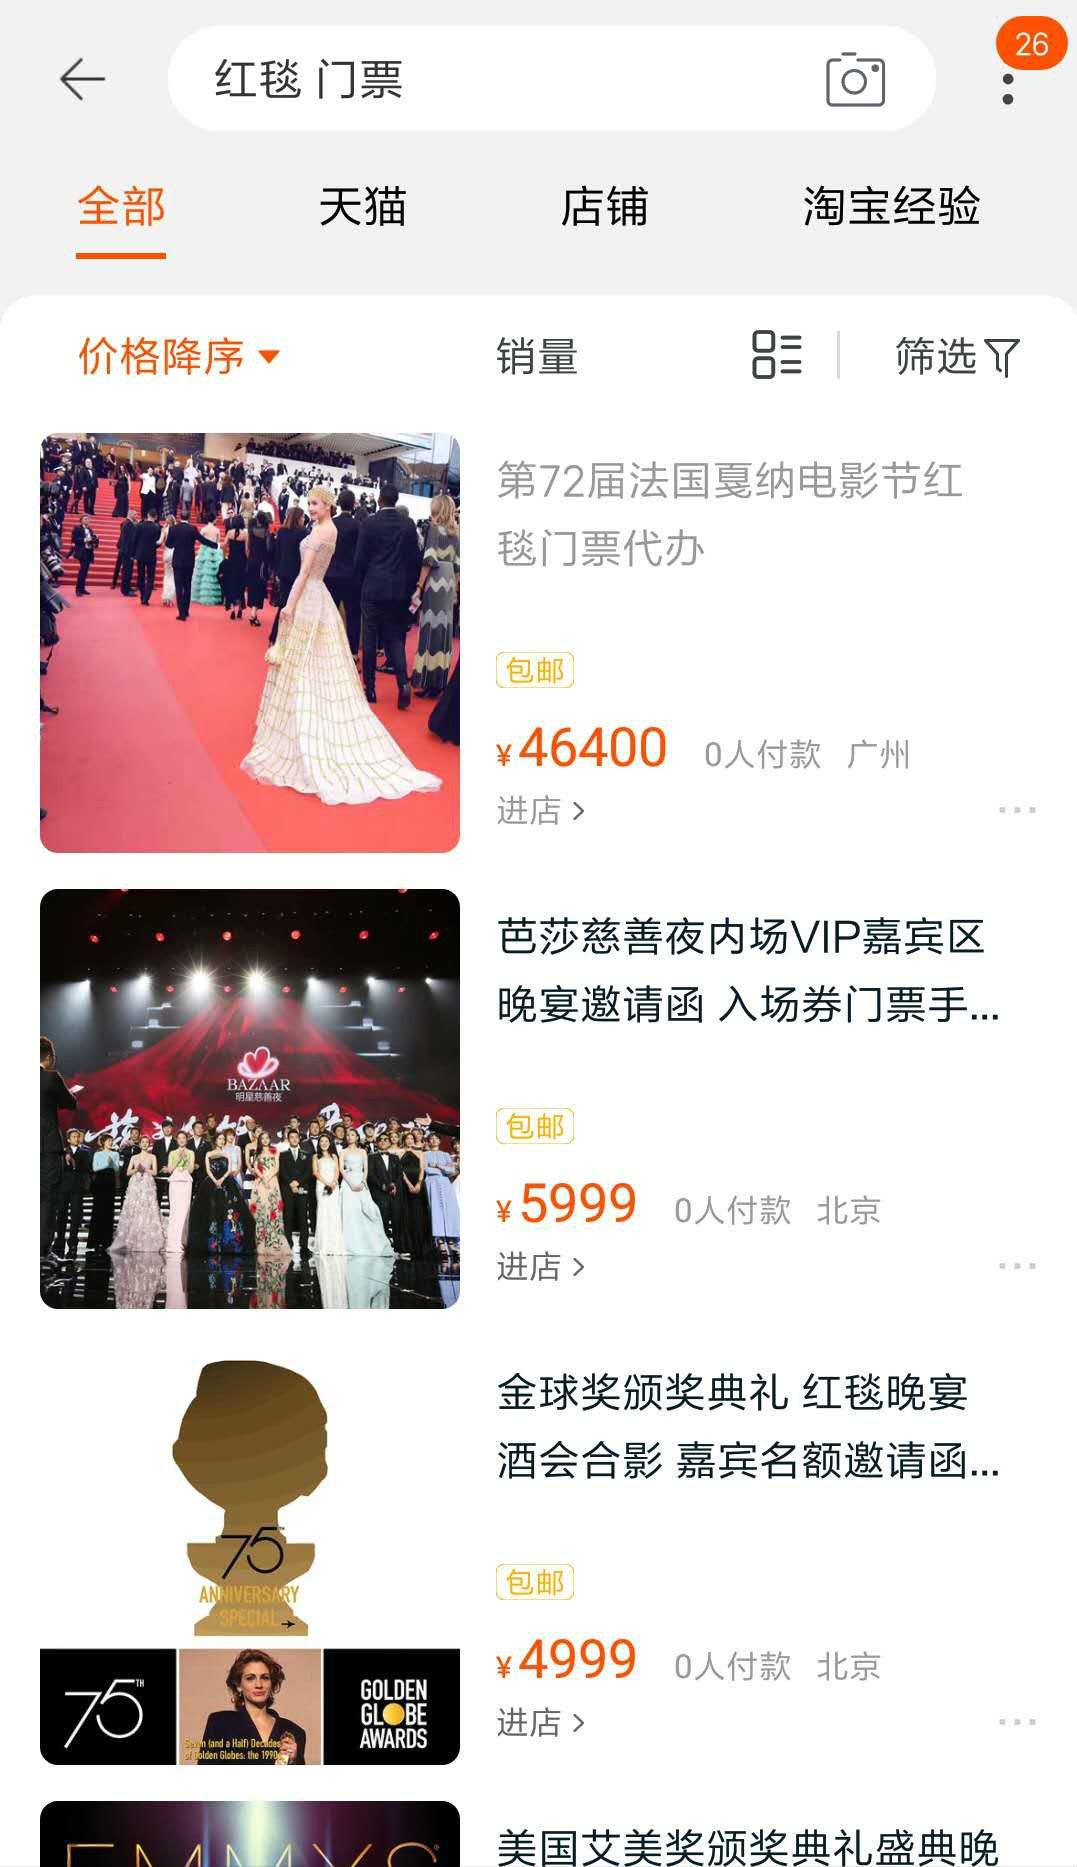 26
红毯 门票
全部 天猫 店铺 淘宝经验
价格降序 销量 筛选
第72届法国戛纳电影节红
毯门票代办
包邮
¥46400 0人付款 广州
进店
BAZAAR
明星慈善夜
芭莎慈善夜内场VIP嘉宾区
晚宴邀请函 入场券门票手...
包邮
¥5999 0人付款 北京
进店
75
ANNIVERSARY
SPECIAL
75TH
Seven (and a Half) Decades
of Golden Globes: the 1990s
GOLDEN
GLOBE
AWARDS
金球奖颁奖典礼 红毯晚宴
酒会合影 嘉宾名额邀请函...
包邮
¥4999 0人付款 北京
进店
EMMYS
美国艾美奖颁奖典礼盛典晚